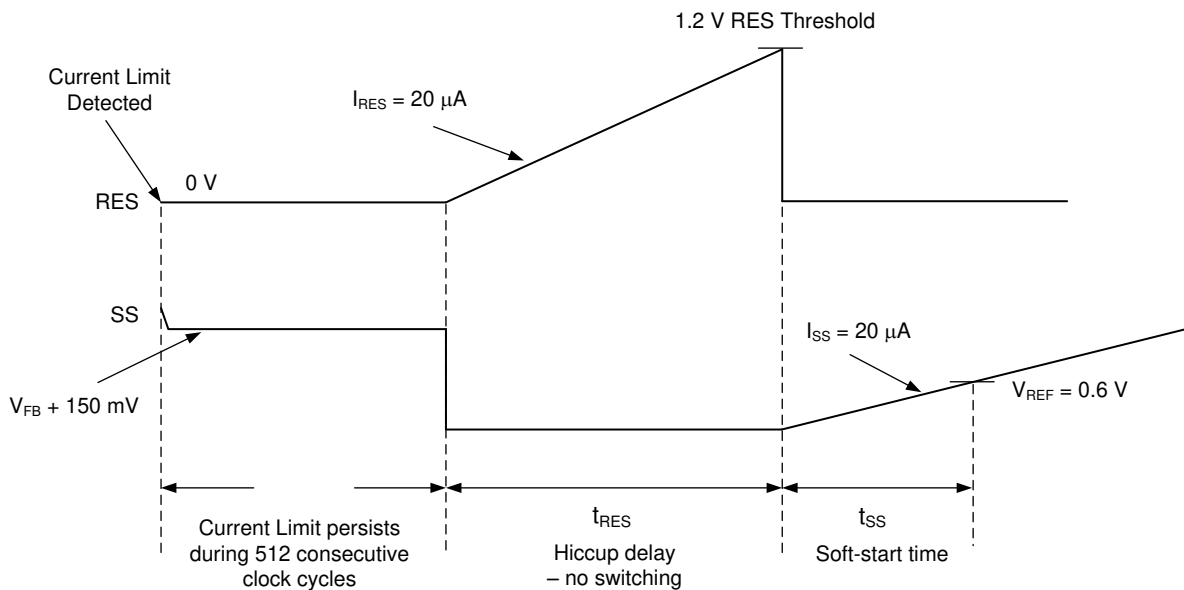 1.2 V RES Threshold
Current Limit
Detected
I_RES = 20 μA
0 V
RES
SS
I_SS = 20 μA
V_FB + 150 mV
V_REF = 0.6 V
t_RES
t_SS
Current Limit persists
during 512 consecutive
clock cycles
Hiccup delay
– no switching
Soft-start time